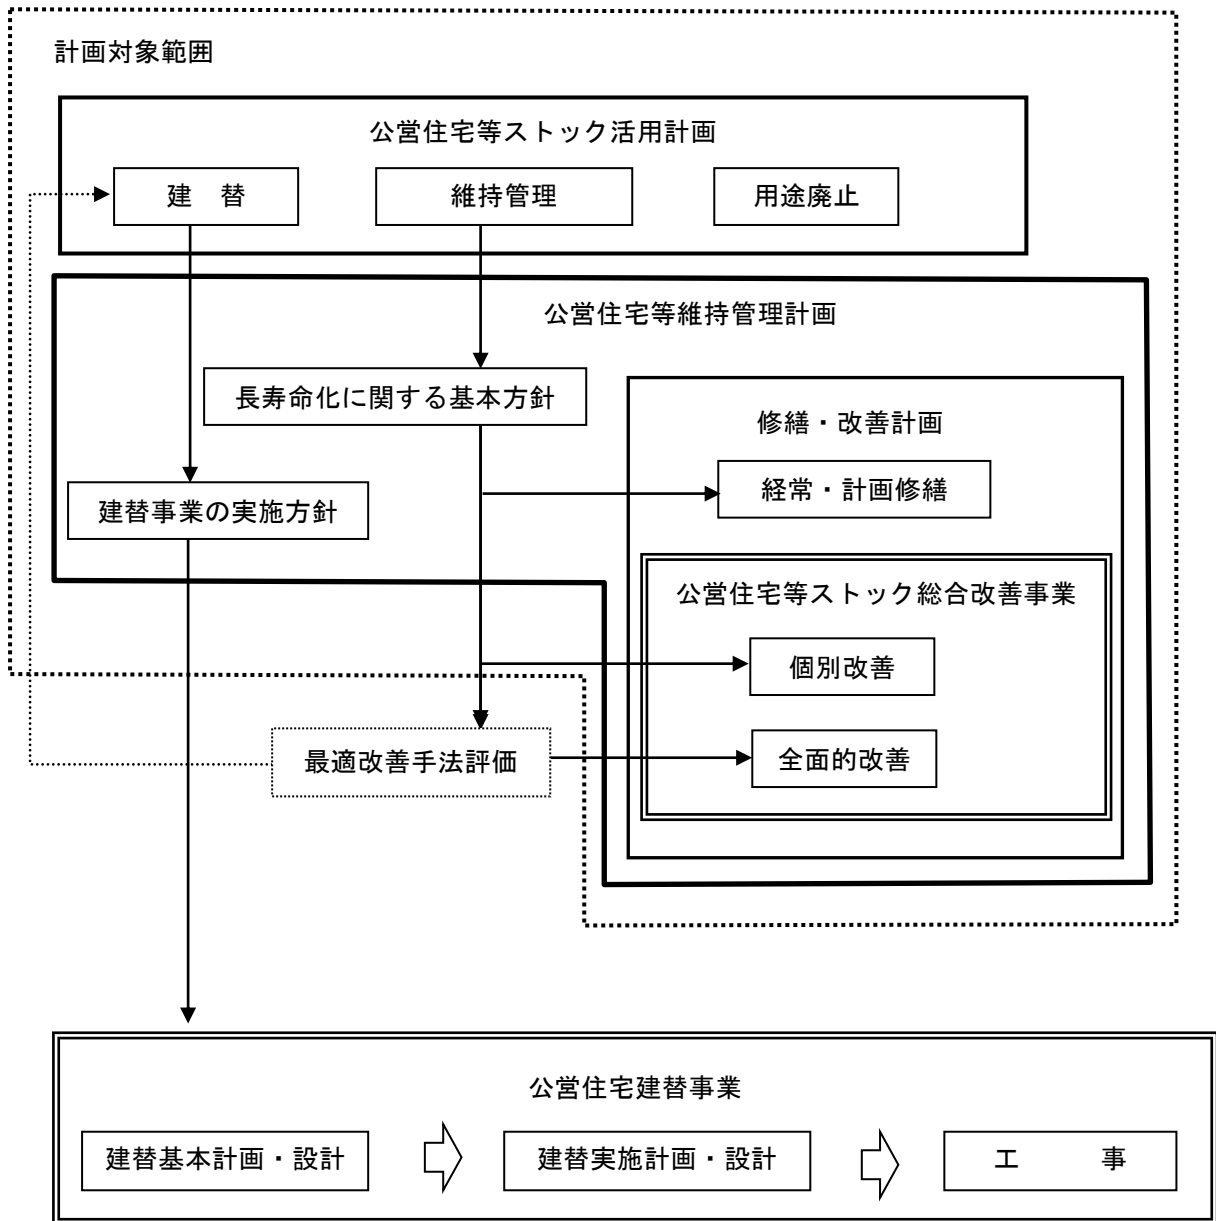 計画対象範囲
公営住宅等ストック活用計画
建　替
維持管理
用途廃止
公営住宅等維持管理計画
長寿命化に関する基本方針
修繕・改善計画
経常・計画修繕
建替事業の実施方針
公営住宅等ストック総合改善事業
個別改善
最適改善手法評価
全面的改善
公営住宅建替事業
建替基本計画・設計
建替実施計画・設計
工　　事